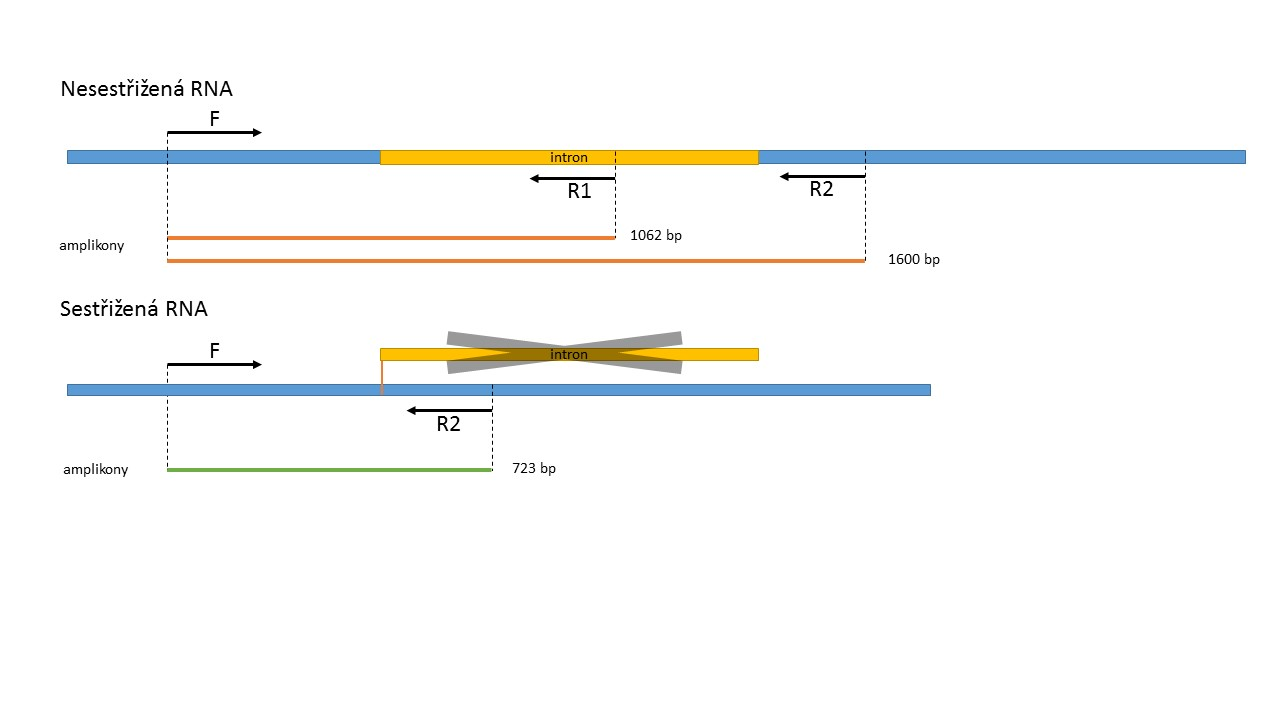 Nesestřižená RNA
F
intron
R1
R2
amplikony
1062 bp
1600 bp
Sestřižená RNA
F
intron
R2
amplikony
723 bp